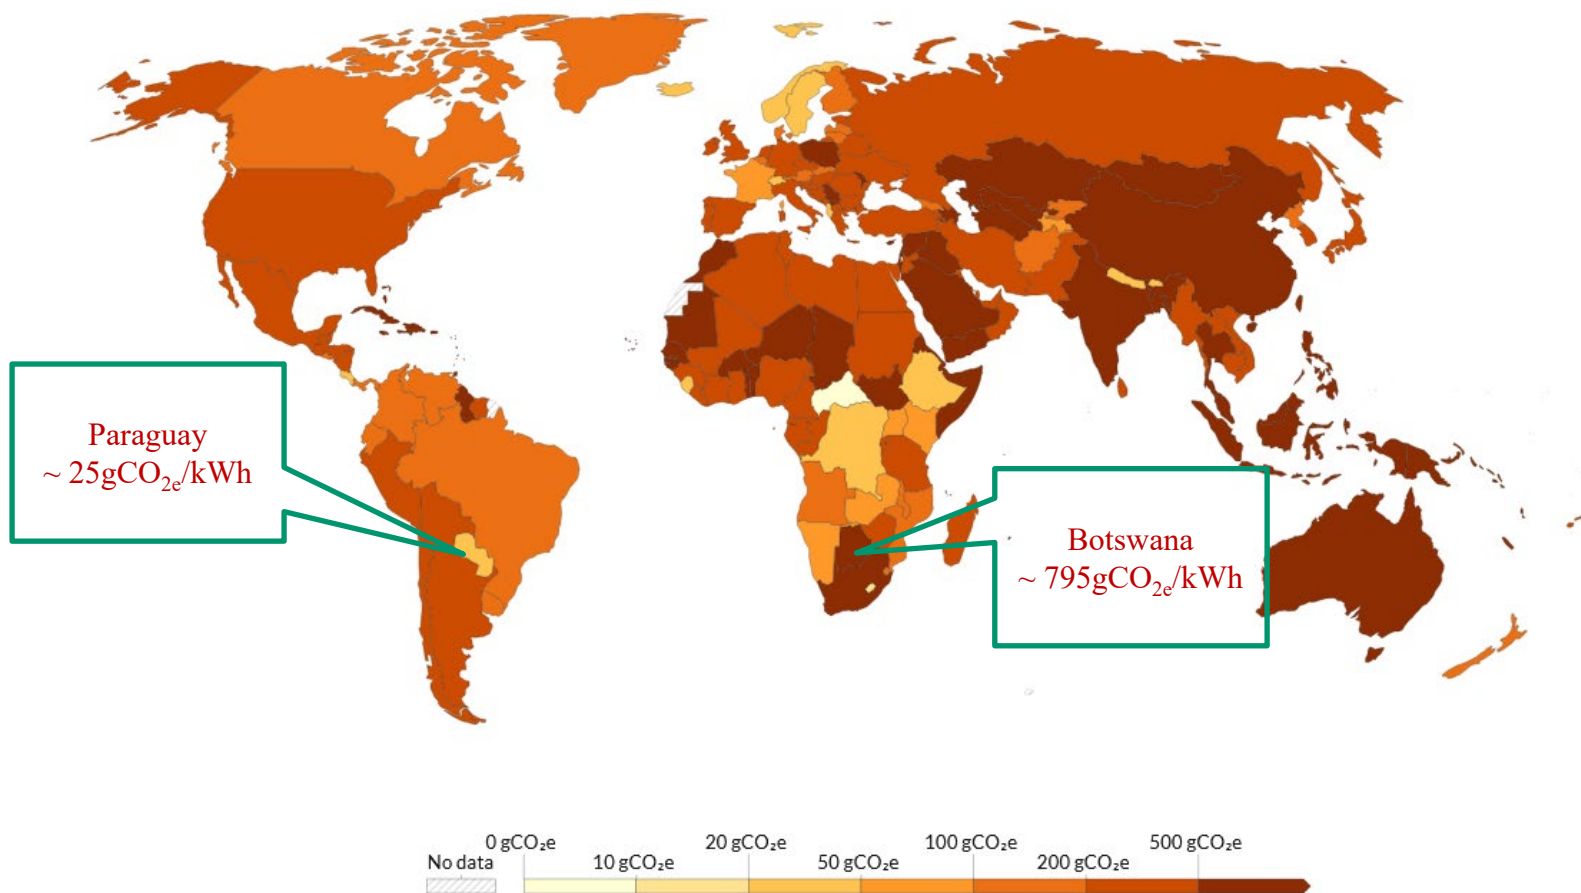 Paraguay
~ 25gCO₂ₑ/kWh
Botswana
~ 795gCO₂ₑ/kWh
0 gCO₂e 20 gCO₂e 100 gCO₂e 500 gCO₂e
No data 10 gCO₂e 50 gCO₂e 200 gCO₂e